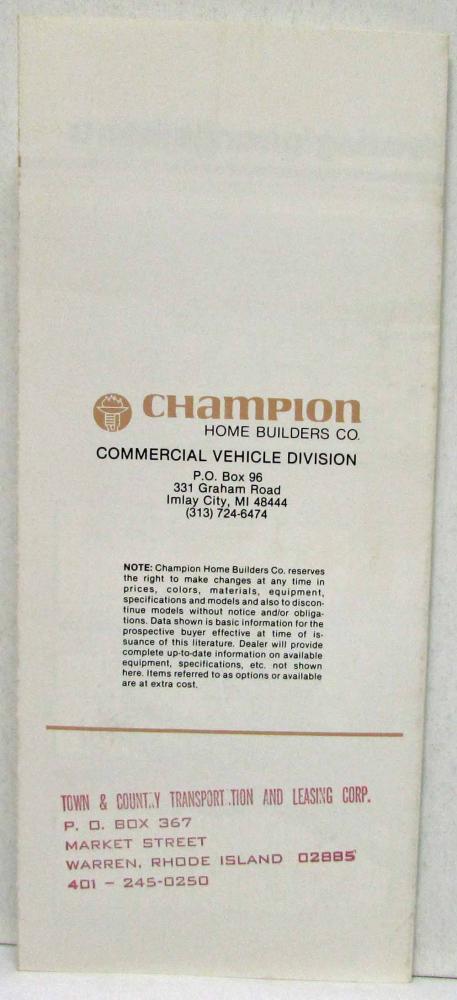 CHAMPION
HOME BUILDERS CO.
COMMERCIAL VEHICLE DIVISION
P.O. Box 96
331 Graham Road
Imlay City, MI 48444
(313) 724-6474
NOTE: Champion Home Builders Co. reserves
the right to make changes at any time in
prices, colors, materials, equipment,
specifications and models and also to discon-
tinue models without notice and/or obliga-
tions. Data shown is basic information for the
prospective buyer effective at time of is-
suance of this literature. Dealer will provide
complete up-to-date information on available
equipment, specifications, etc. not shown
here. Items referred to as options or available
are at extra cost.
TOWN & COUNT.Y TRANSPORT.TION AND LEASING CORP.
P. O. BOX 367
MARKET STREET
WARREN, RHODE ISLAND 02885
401 - 245-0250